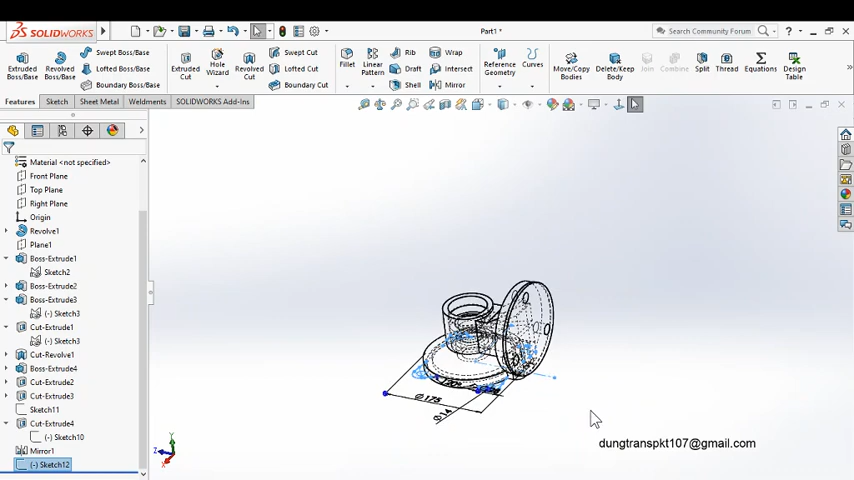 SOLIDWORKS
Part1 *
Search Community Forum
Extruded Boss/Base
Revolved Boss/Base
Swept Boss/Base
Lofted Boss/Base
Boundary Boss/Base
Extruded Cut
Hole Wizard
Revolved Cut
Swept Cut
Lofted Cut
Boundary Cut
Fillet
Linear Pattern
Rib
Draft
Shell
Wrap
Intersect
Mirror
Reference Geometry
Curves
Move/Copy Bodies
Delete/Keep Body
Join
Combine
Split
Thread
Equations
Design Table
Features
Sketch
Sheet Metal
Weldments
SOLIDWORKS Add-Ins
Material <not specified>
Front Plane
Top Plane
Right Plane
Origin
Revolve1
Plane1
Boss-Extrude1
Sketch2
Boss-Extrude2
Boss-Extrude3
(-) Sketch3
Cut-Extrude1
(-) Sketch3
Cut-Revolve1
Boss-Extrude4
Cut-Extrude2
Cut-Extrude3
Sketch11
Cut-Extrude4
(-) Sketch10
Mirror1
(-) Sketch12
Ø175
Ø14
Y
Z
X
dungtranspkt107@gmail.com